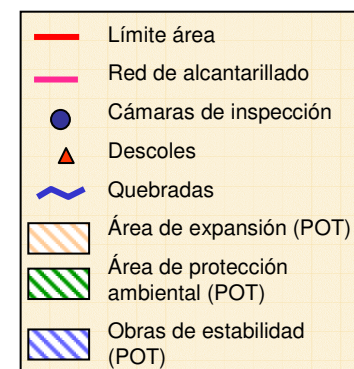 Límite área
Red de alcantarillado
Cámaras de inspección
Descoles
Quebradas
Área de expansión (POT)
Área de protección
ambiental (POT)
Obras de estabilidad
(POT)